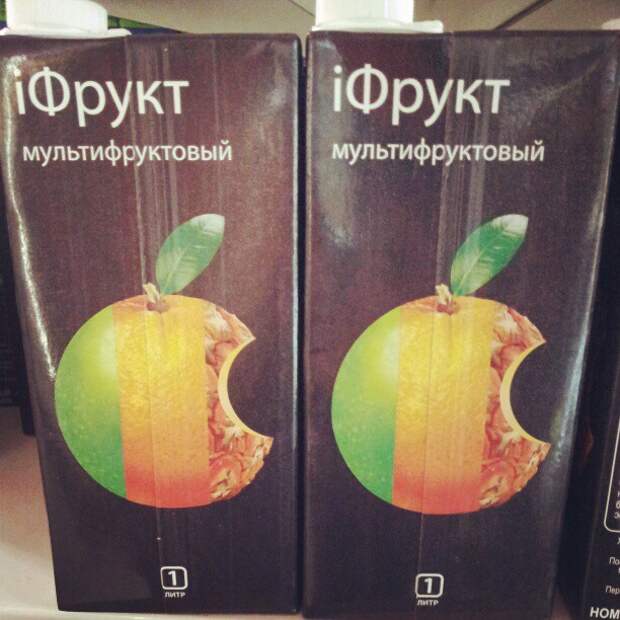 iФрукт
мультифруктовый
1
ЛИТР
iФрукт
мультифруктовый
1
ЛИТР
НОМ